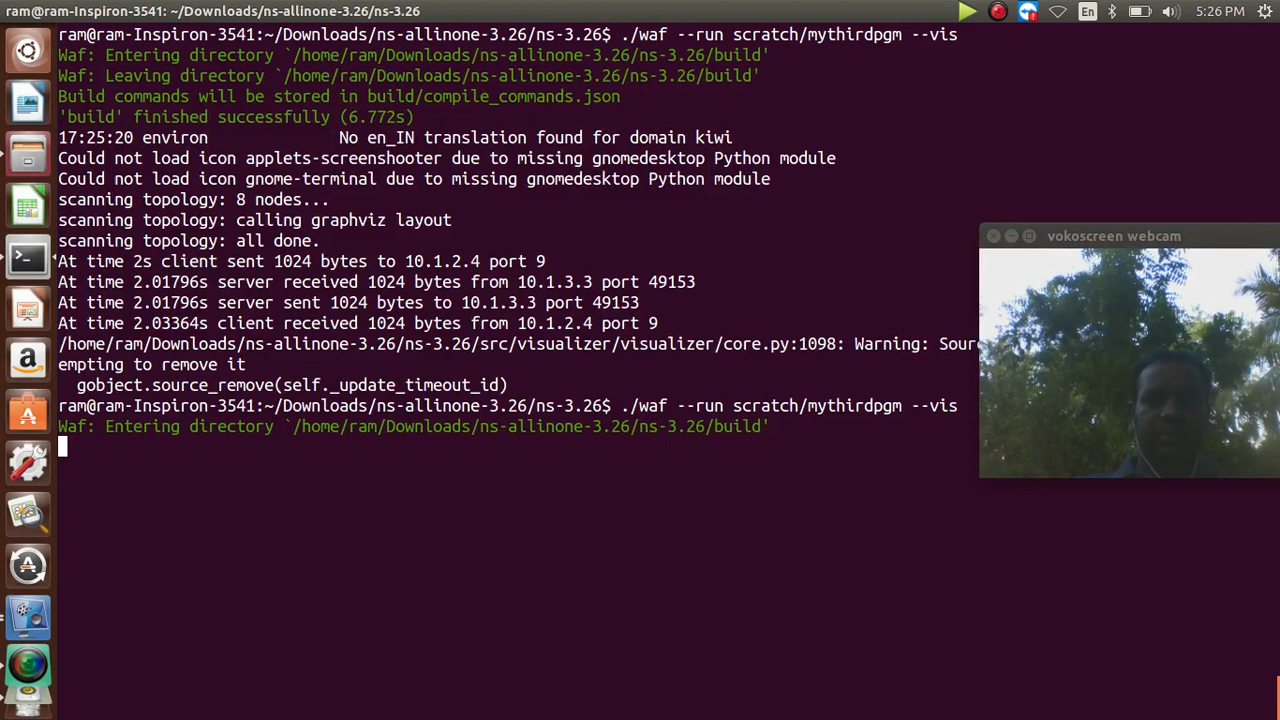 ram@ram-Inspiron-3541: ~/Downloads/ns-allinone-3.26/ns-3.26
En
5:26 PM
ram@ram-Inspiron-3541:~/Downloads/ns-allinone-3.26/ns-3.26$ ./waf --run scratch/mythirdpgm --vis
Waf: Entering directory `/home/ram/Downloads/ns-allinone-3.26/ns-3.26/build'
Waf: Leaving directory `/home/ram/Downloads/ns-allinone-3.26/ns-3.26/build'
Build commands will be stored in build/compile_commands.json
'build' finished successfully (6.772s)
17:25:20 environ              No en_IN translation found for domain kiwi
Could not load icon applets-screenshooter due to missing gnomedesktop Python module
Could not load icon gnome-terminal due to missing gnomedesktop Python module
scanning topology: 8 nodes...
scanning topology: calling graphviz layout
scanning topology: all done.
At time 2s client sent 1024 bytes to 10.1.2.4 port 9
At time 2.01796s server received 1024 bytes from 10.1.3.3 port 49153
At time 2.01796s server sent 1024 bytes to 10.1.3.3 port 49153
At time 2.03364s client received 1024 bytes from 10.1.2.4 port 9
/home/ram/Downloads/ns-allinone-3.26/ns-3.26/src/visualizer/visualizer/core.py:1098: Warning: Sour
empting to remove it
  gobject.source_remove(self._update_timeout_id)
ram@ram-Inspiron-3541:~/Downloads/ns-allinone-3.26/ns-3.26$ ./waf --run scratch/mythirdpgm --vis
Waf: Entering directory `/home/ram/Downloads/ns-allinone-3.26/ns-3.26/build'
vokoscreen webcam